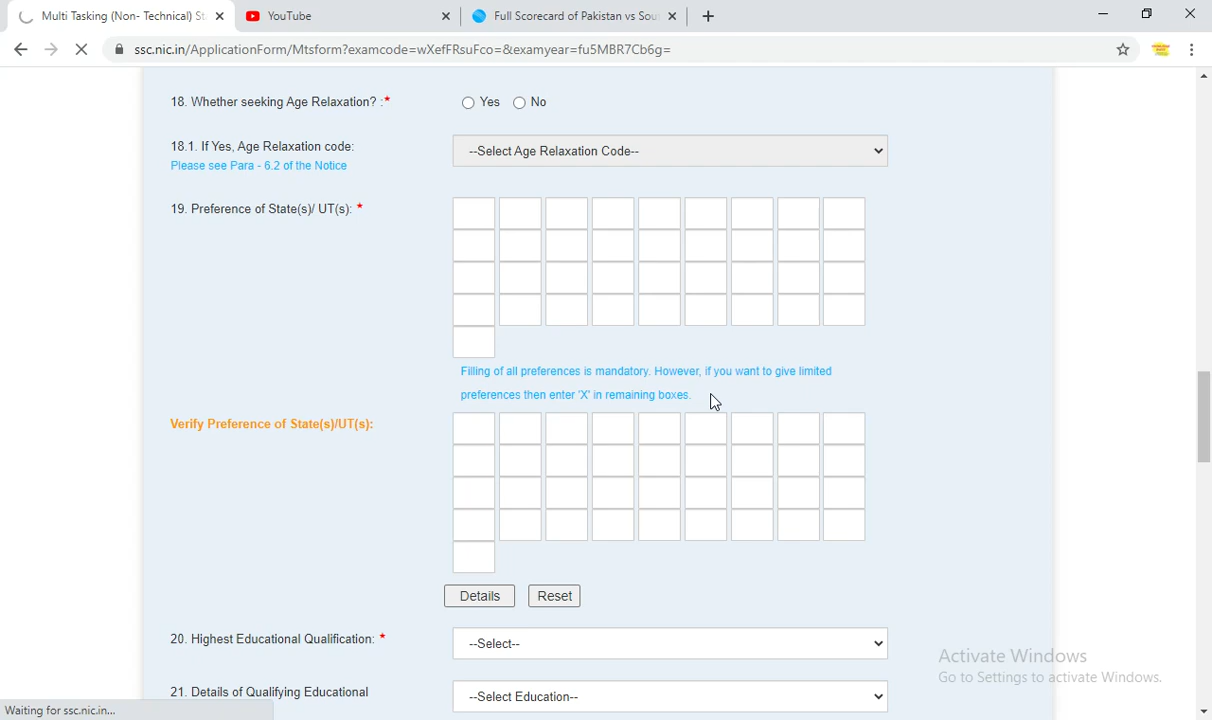 Multi Tasking (Non- Technical) St
YouTube
Full Scorecard of Pakistan vs Sou
ssc.nic.in/ApplicationForm/Mtsform?examcode=wXefFRsuFco=&examyear=fu5MBR7Cb6g=
18. Whether seeking Age Relaxation? :*
Yes No
18.1. If Yes, Age Relaxation code:
--Select Age Relaxation Code--
Please see Para - 6.2 of the Notice
19. Preference of State(s)/ UT(s): *
Filling of all preferences is mandatory. However, if you want to give limited
preferences then enter 'X' in remaining boxes.
Verify Preference of State(s)/UT(s):
Details Reset
20. Highest Educational Qualification: *
--Select--
21. Details of Qualifying Educational
--Select Education--
Activate Windows
Go to Settings to activate Windows.
Waiting for ssc.nic.in...